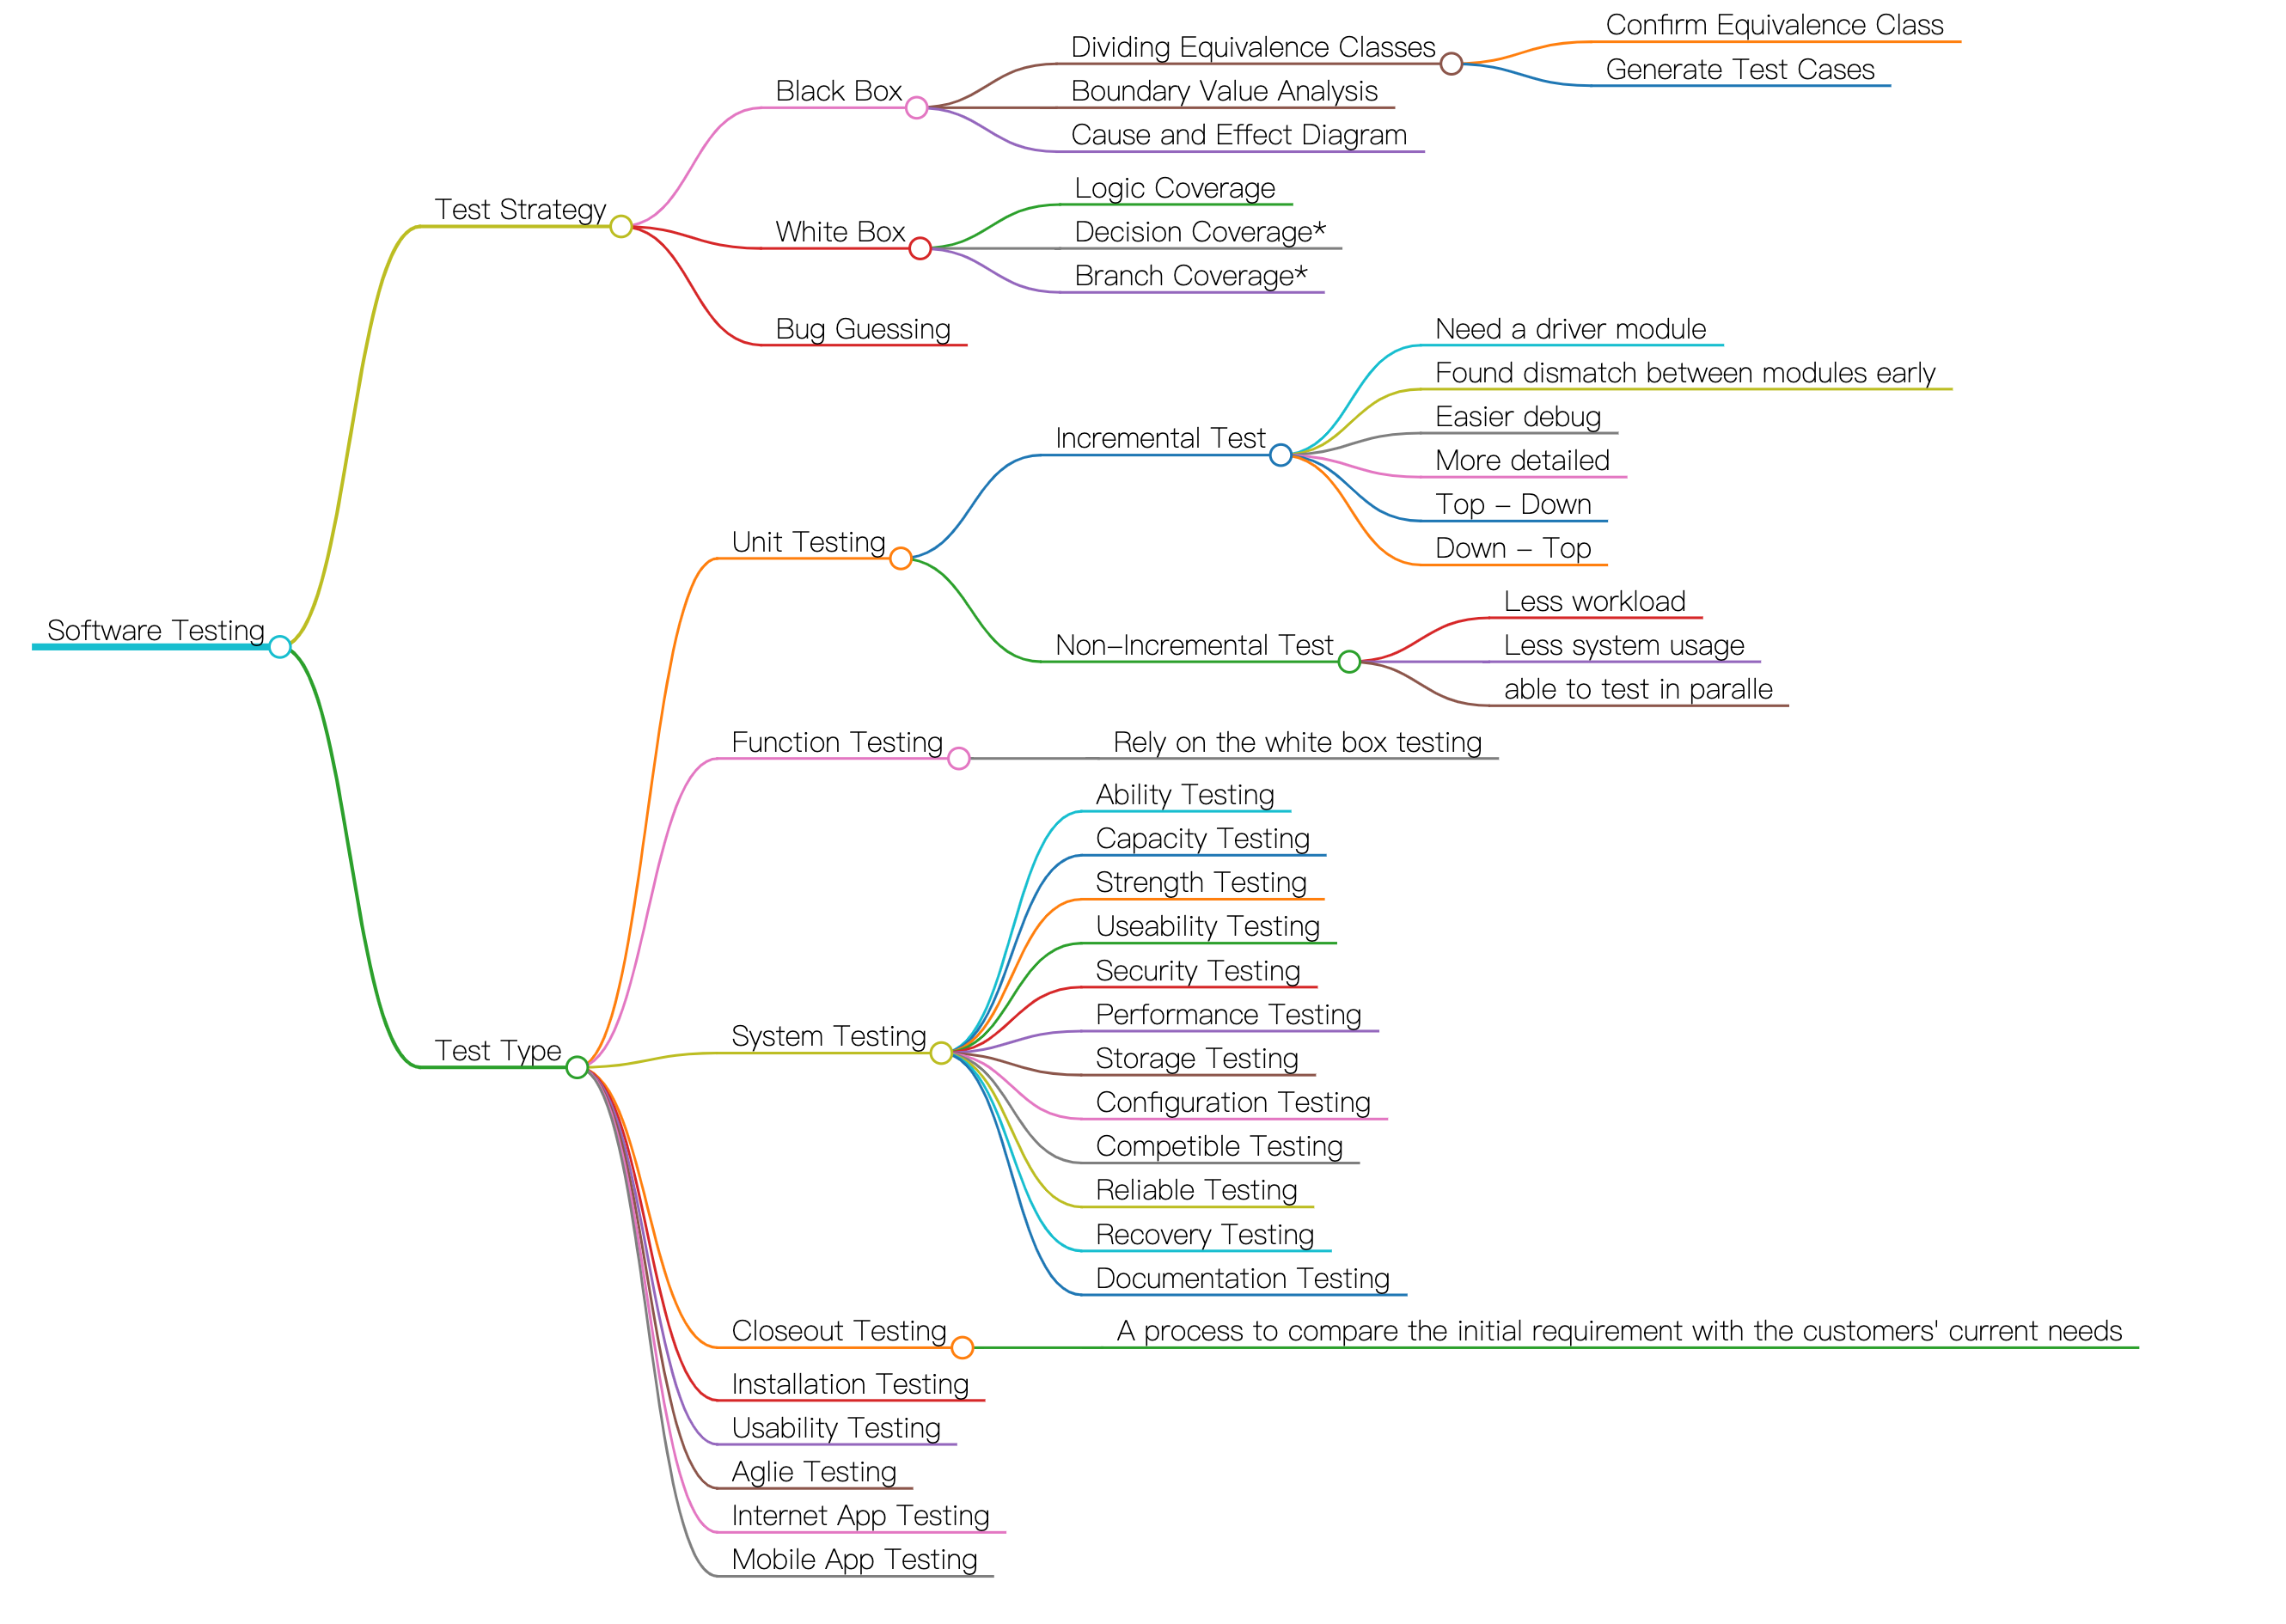 Software Testing
Test Strategy
Black Box
Dividing Equivalence Classes
Confirm Equivalence Class
Generate Test Cases
Boundary Value Analysis
Cause and Effect Diagram
White Box
Logic Coverage
Decision Coverage*
Branch Coverage*
Bug Guessing
Test Type
Unit Testing
Incremental Test
Need a driver module
Found dismatch between modules early
Easier debug
More detailed
Top - Down
Down - Top
Non-Incremental Test
Less workload
Less system usage
able to test in paralle
Function Testing
Rely on the white box testing
System Testing
Ability Testing
Capacity Testing
Strength Testing
Useability Testing
Security Testing
Performance Testing
Storage Testing
Configuration Testing
Competible Testing
Reliable Testing
Recovery Testing
Documentation Testing
Closeout Testing
A process to compare the initial requirement with the customers' current needs
Installation Testing
Usability Testing
Aglie Testing
Internet App Testing
Mobile App Testing